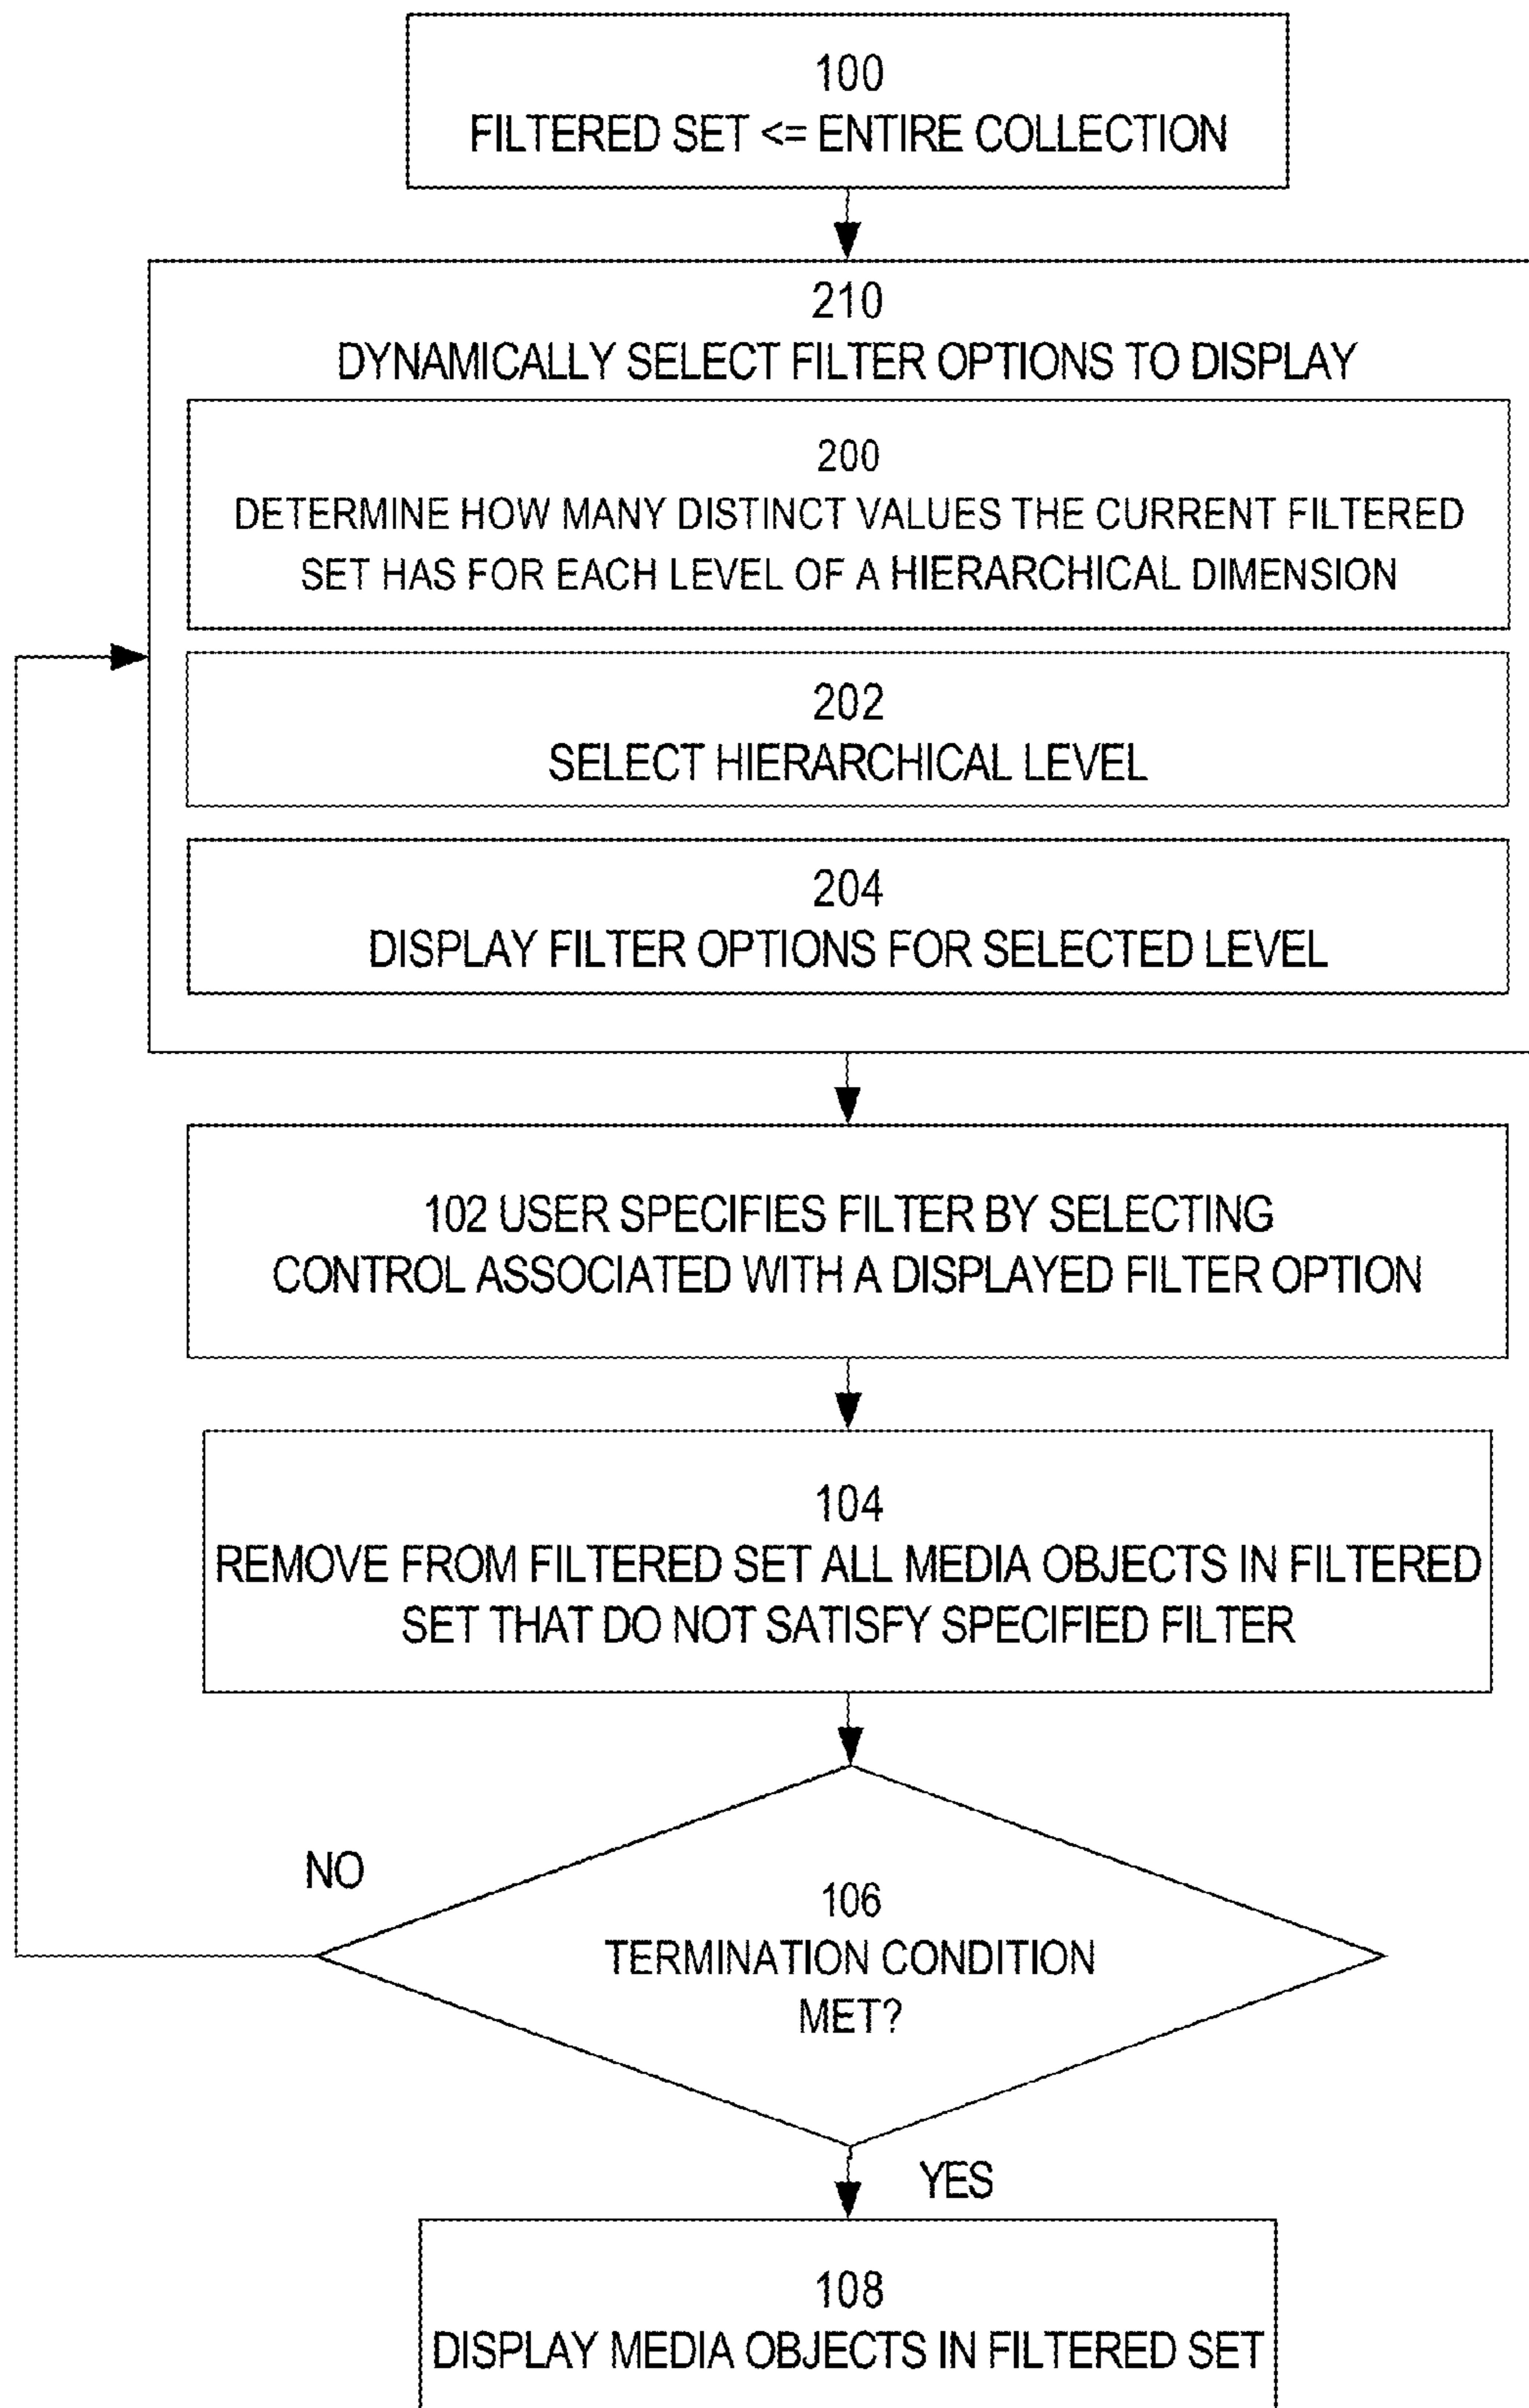 100
FILTERED SET <= ENTIRE COLLECTION
210
DYNAMICALLY SELECT FILTER OPTIONS TO DISPLAY
200
DETERMINE HOW MANY DISTINCT VALUES THE CURRENT FILTERED
SET HAS FOR EACH LEVEL OF A HIERARCHICAL DIMENSION
202
SELECT HIERARCHICAL LEVEL
204
DISPLAY FILTER OPTIONS FOR SELECTED LEVEL
102 USER SPECIFIES FILTER BY SELECTING
CONTROL ASSOCIATED WITH A DISPLAYED FILTER OPTION
104
REMOVE FROM FILTERED SET ALL MEDIA OBJECTS IN FILTERED
SET THAT DO NOT SATISFY SPECIFIED FILTER
NO
106
TERMINATION CONDITION
MET?
YES
108
DISPLAY MEDIA OBJECTS IN FILTERED SET